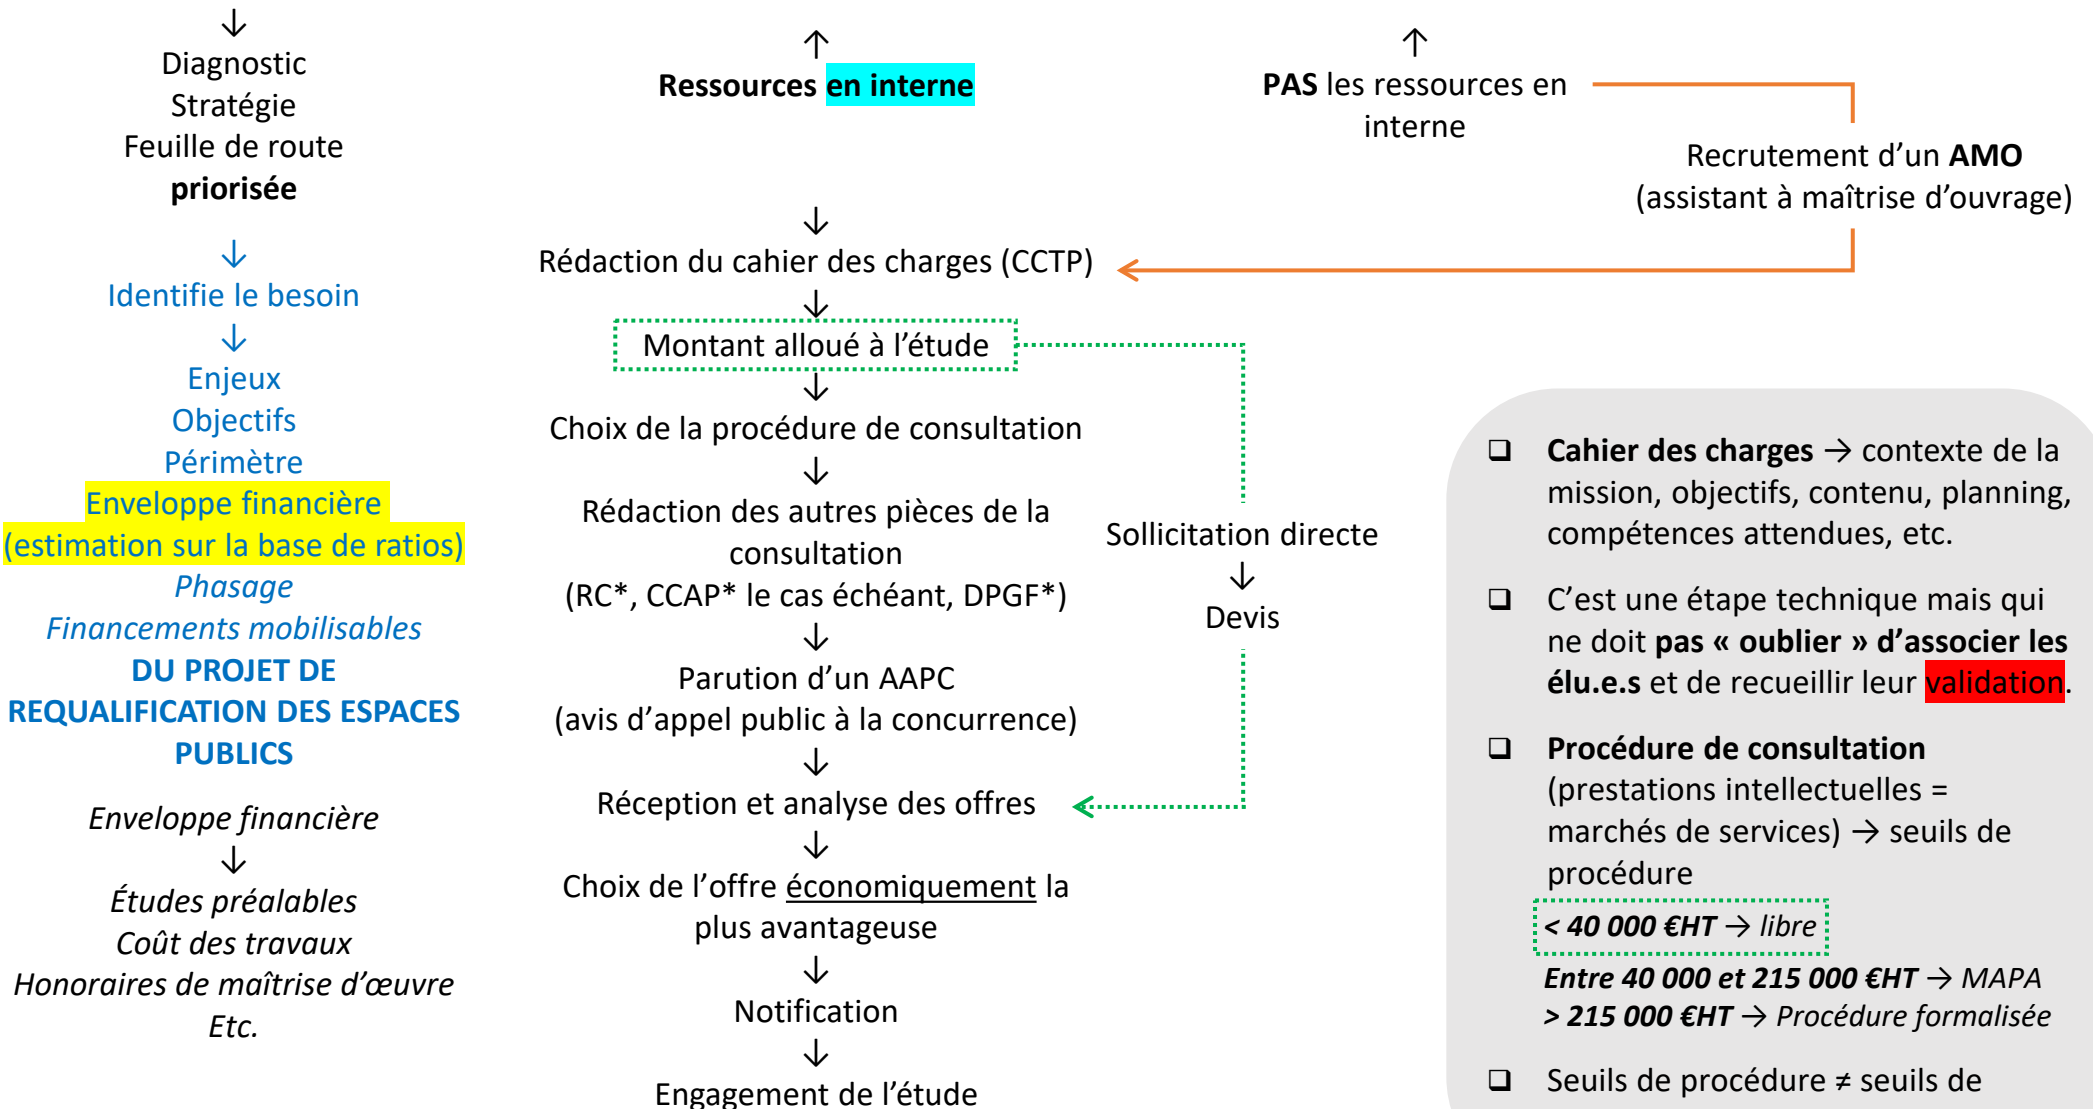 ↓
Diagnostic
Stratégie
Feuille de route
priorisée
↓
Identifie le besoin
↓
Enjeux
Objectifs
Périmètre
Enveloppe financière
(estimation sur la base de ratios)
Phasage
Financements mobilisables
DU PROJET DE
REQUALIFICATION DES ESPACES
PUBLICS
Enveloppe financière
↓
Études préalables
Coût des travaux
Honoraires de maîtrise d’œuvre
Etc.
↑
Ressources en interne
↓
Rédaction du cahier des charges (CCTP)
↓
Montant alloué à l’étude
↓
Choix de la procédure de consultation
↓
Rédaction des autres pièces de la
consultation
(RC*, CCAP* le cas échéant, DPGF*)
↓
Parution d’un AAPC
(avis d’appel public à la concurrence)
↓
Réception et analyse des offres
↓
Choix de l’offre économiquement la
plus avantageuse
↓
Notification
↓
Engagement de l’étude
↑
PAS les ressources en
interne
Recrutement d’un AMO
(assistant à maîtrise d’ouvrage)
Sollicitation directe
↓
Devis
❑ Cahier des charges → contexte de la
mission, objectifs, contenu, planning,
compétences attendues, etc.
❑ C’est une étape technique mais qui
ne doit pas « oublier » d’associer les
élu.e.s et de recueillir leur validation.
❑ Procédure de consultation
(prestations intellectuelles =
marchés de services) → seuils de
procédure
< 40 000 €HT → libre
Entre 40 000 et 215 000 €HT → MAPA
> 215 000 €HT → Procédure formalisée
❑ Seuils de procédure ≠ seuils de